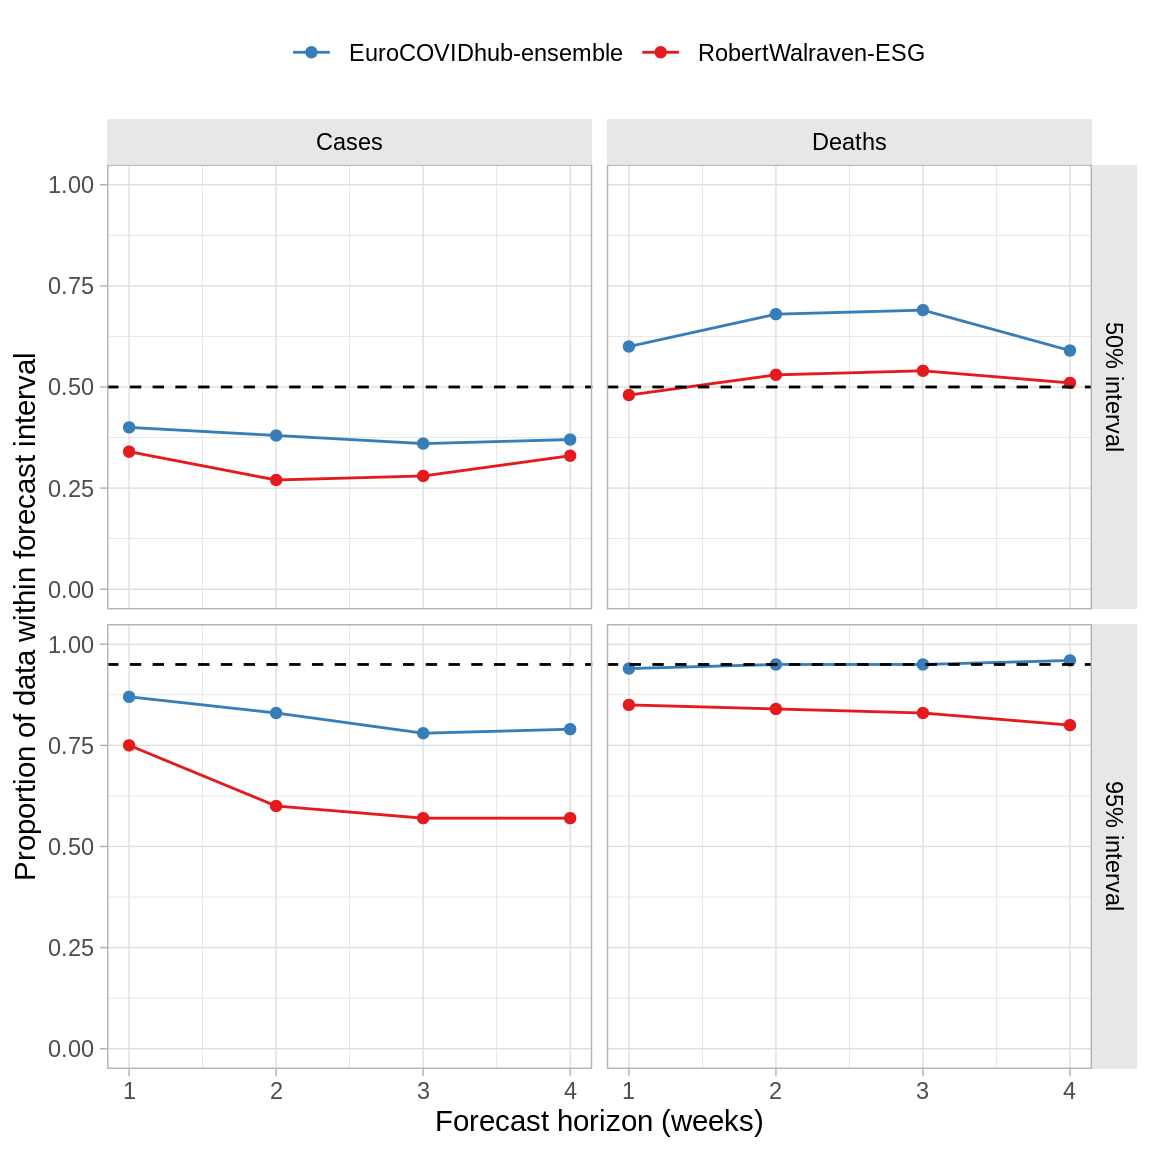 EuroCOVIDhub-ensemble RobertWalraven-ESG
Cases Deaths
1.00
0.75
0.50
0.25
0.00
50% interval
1.00
0.75
0.50
0.25
0.00
95% interval
Proportion of data within forecast interval
1 2 3 4 1 2 3 4
Forecast horizon (weeks)